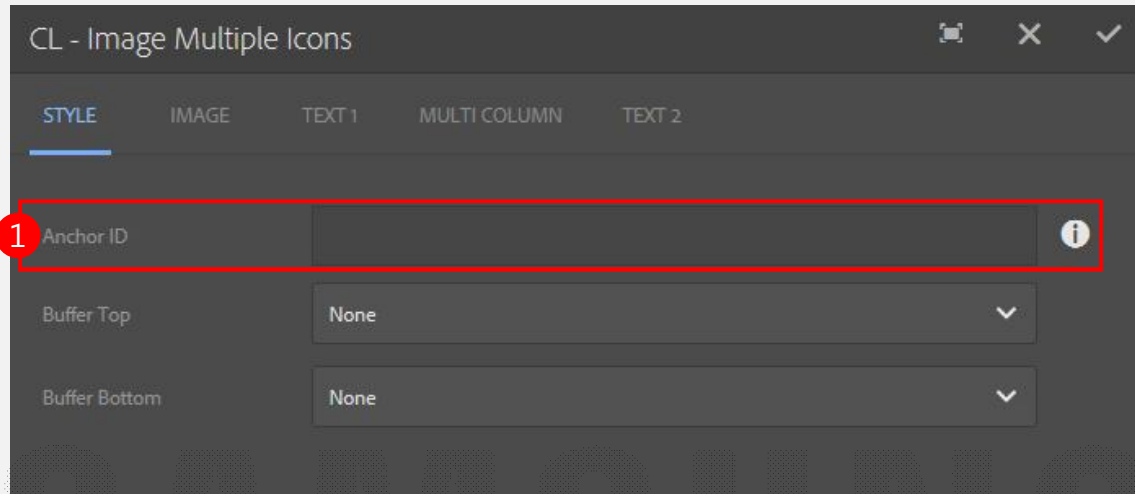 CL - Image Multiple Icons
STYLE IMAGE TEXT 1 MULTI COLUMN TEXT 2
1 Anchor ID
Buffer Top None
Buffer Bottom None